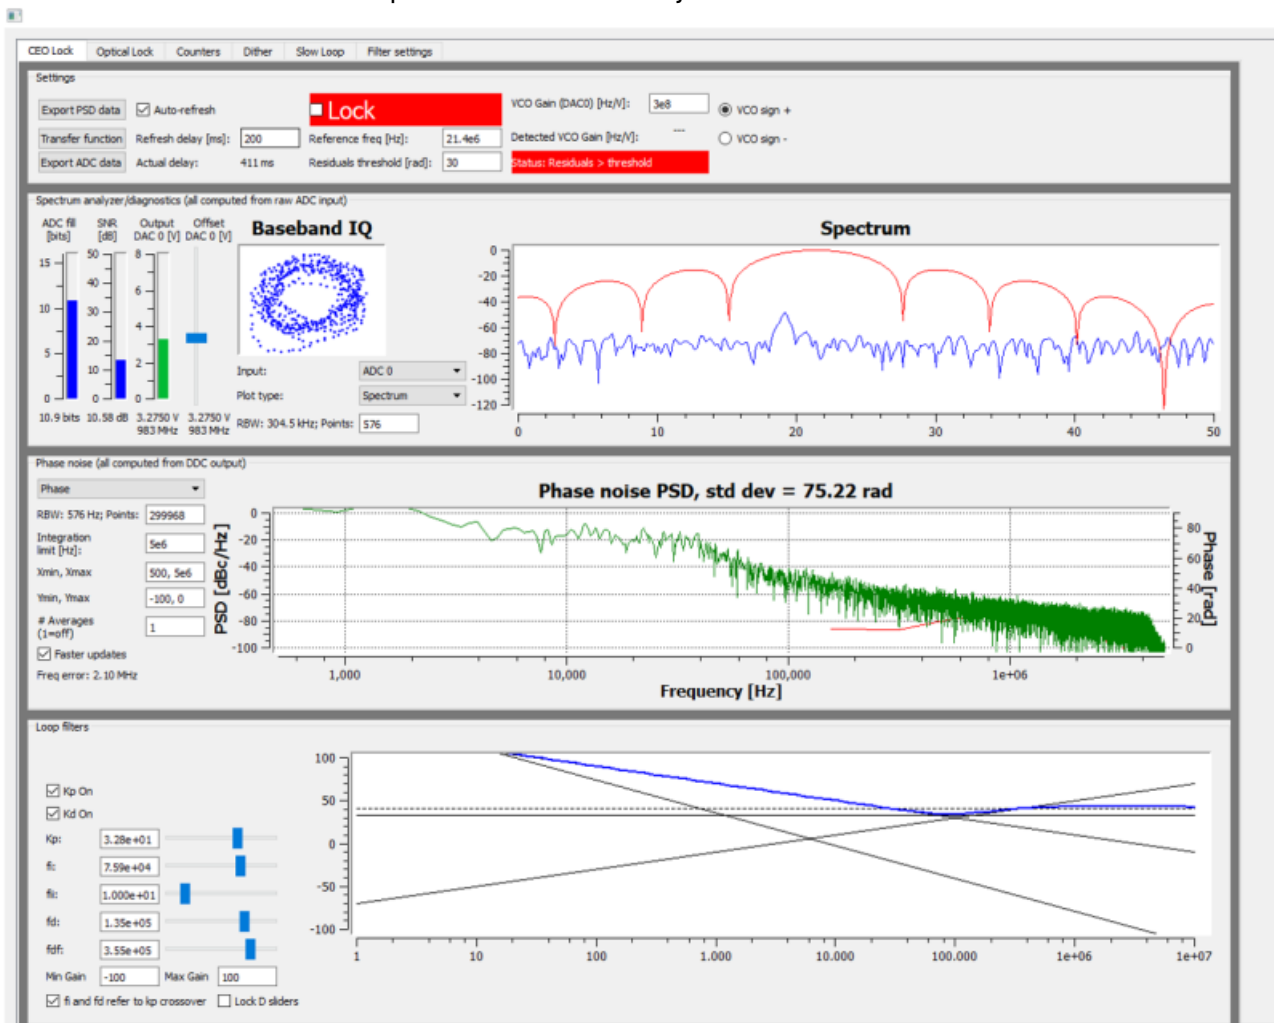 CEO Lock Optical Lock Counters Dither Slow Loop Filter settings
Settings
Export PSD data Auto-refresh Lock VCO Gain (DAC0) [Hz/V]: 3e8 VCO sign +
Transfer function Refresh delay [ms]: 200 Reference freq [Hz]: 21.4e6 Detected VCO Gain [Hz/V]: --- VCO sign -
Export ADC data Actual delay: 411 ms Residuals threshold [rad]: 30 Status: Residuals > threshold
Spectrum analyzer/diagnostics (all computed from raw ADC input)
ADC fill [bits]
SNR [dB]
Output DAC 0 [V]
Offset DAC 0 [V]
15
10
5
0
50
40
30
20
10
0
8
6
4
2
0
10.9 bits 10.58 dB 3.2750 V 3.2750 V
983 MHz 983 MHz
Baseband IQ
Input: ADC 0
Plot type: Spectrum
RBW: 304.5 kHz; Points: 576
Spectrum
0
-20
-40
-60
-80
-100
-120
0 10 20 30 40 50
Phase noise (all computed from DDC output)
Phase
RBW: 576 Hz; Points: 299968
Integration
limit [Hz]: 5e6
Xmin, Xmax 500, 5e6
Ymin, Ymax -100, 0
# Averages
(1=off) 1
Faster updates
Freq error: 2.10 MHz
Phase noise PSD, std dev = 75.22 rad
PSD [dBc/Hz]
0
-20
-40
-60
-80
-100
80
60
40
20
0
Phase [rad]
1,000 10,000 100,000 1e+06
Frequency [Hz]
Loop filters
Kp On
Kd On
Kp: 3.28e+01
fi: 7.59e+04
fii: 1.000e+01
fd: 1.35e+05
fdf: 3.55e+05
Min Gain -100 Max Gain 100
fi and fd refer to kp crossover Lock D sliders
100
50
0
-50
-100
1 10 100 1.000 10.000 100.000 1e+06 1e+07